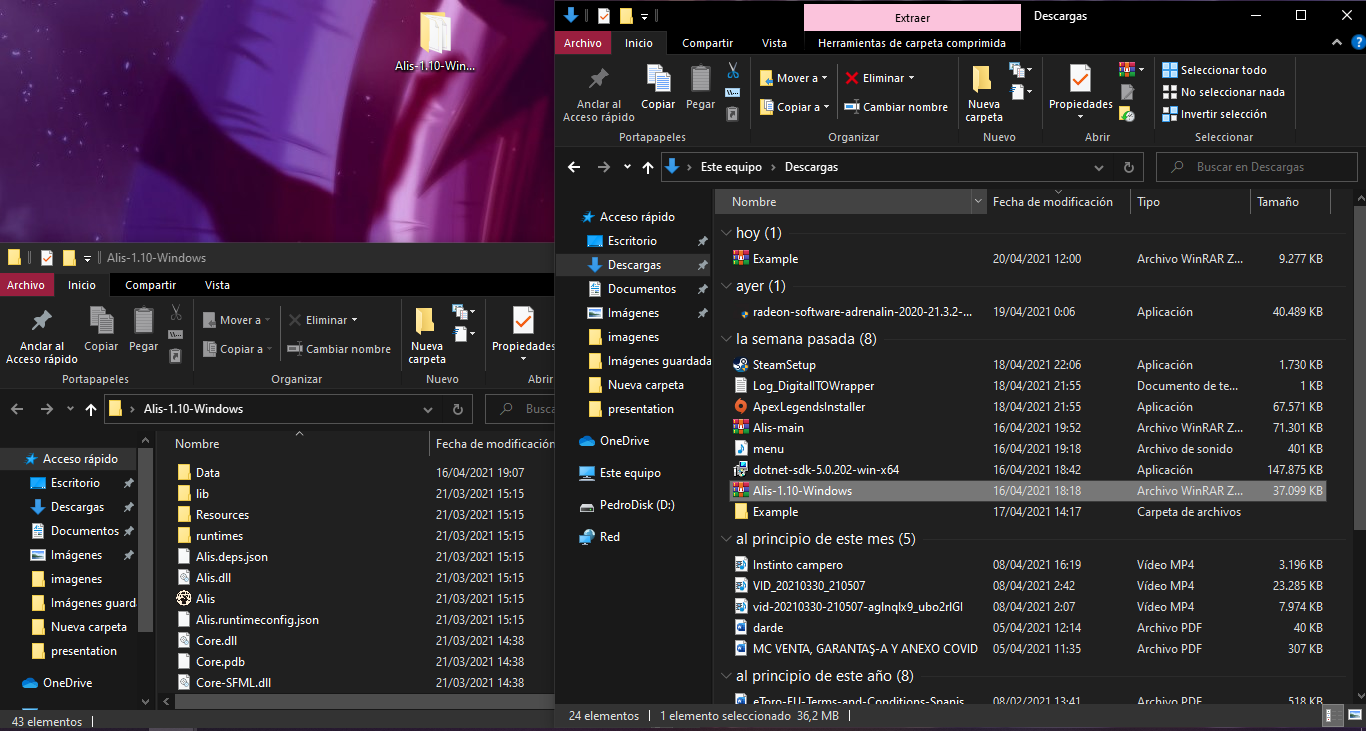 Alis-1.10-Win...
Alis-1.10-Windows
Archivo Inicio Compartir Vista
Anclar al Acceso rápido
Copiar
Pegar
Mover a
Copiar a
Eliminar
Cambiar nombre
Nueva carpeta
Propiedades
Portapapeles Organizar Nuevo Abrir
Alis-1.10-Windows
Acceso rápido
Escritorio
Descargas
Documentos
Imágenes
imagenes
Imágenes guard
Nueva carpeta
presentation
OneDrive
Nombre Fecha de modificación
Data 16/04/2021 19:07
lib 21/03/2021 15:15
Resources 21/03/2021 15:15
runtimes 21/03/2021 15:15
Alis.deps.json 21/03/2021 15:15
Alis.dll 21/03/2021 15:15
Alis 21/03/2021 15:15
Alis.runtimeconfig.json 21/03/2021 15:15
Core.dll 21/03/2021 14:38
Core.pdb 21/03/2021 14:38
Core-SFML.dll 21/03/2021 14:38
43 elementos
Extraer Descargas
Archivo Inicio Compartir Vista Herramientas de carpeta comprimida
Anclar al Acceso rápido
Copiar
Pegar
Mover a
Copiar a
Eliminar
Cambiar nombre
Nueva carpeta
Propiedades
Seleccionar todo
No seleccionar nada
Invertir selección
Portapapeles Organizar Nuevo Abrir Seleccionar
Este equipo Descargas
Buscar en Descargas
Acceso rápido
Escritorio
Descargas
Documentos
Imágenes
imagenes
Imágenes guardada
Nueva carpeta
presentation
OneDrive
Este equipo
PedroDisk (D:)
Red
Nombre Fecha de modificación Tipo Tamaño
hoy (1)
Example 20/04/2021 12:00 Archivo WinRAR Z... 9.277 KB
ayer (1)
radeon-software-adrenalin-2020-21.3.2-... 19/04/2021 0:06 Aplicación 40.489 KB
la semana pasada (8)
SteamSetup 18/04/2021 22:06 Aplicación 1.730 KB
Log_DigitalITOWrapper 18/04/2021 21:55 Documento de te... 1 KB
ApexLegendsInstaller 18/04/2021 21:55 Aplicación 67.571 KB
Alis-main 16/04/2021 19:52 Archivo WinRAR Z... 71.301 KB
menu 16/04/2021 19:18 Archivo de sonido 401 KB
dotnet-sdk-5.0.202-win-x64 16/04/2021 18:42 Aplicación 147.875 KB
Alis-1.10-Windows 16/04/2021 18:18 Archivo WinRAR Z... 37.099 KB
Example 17/04/2021 14:17 Carpeta de archivos
al principio de este mes (5)
Instinto campero 08/04/2021 16:19 Vídeo MP4 3.196 KB
VID_20210330_210507 08/04/2021 2:42 Vídeo MP4 23.285 KB
vid-20210330-210507-aglnqlx9_ubo2rlGl 08/04/2021 2:07 Vídeo MP4 7.974 KB
darde 05/04/2021 12:14 Archivo PDF 40 KB
MC VENTA, GARANTAŞ-A Y ANEXO COVID 05/04/2021 11:35 Archivo PDF 307 KB
al principio de este año (8)
eToro-EU-Terms-and-Conditions-Spanis 08/02/2021 13:41 Archivo PDF 518 KB
24 elementos 1 elemento seleccionado 36,2 MB